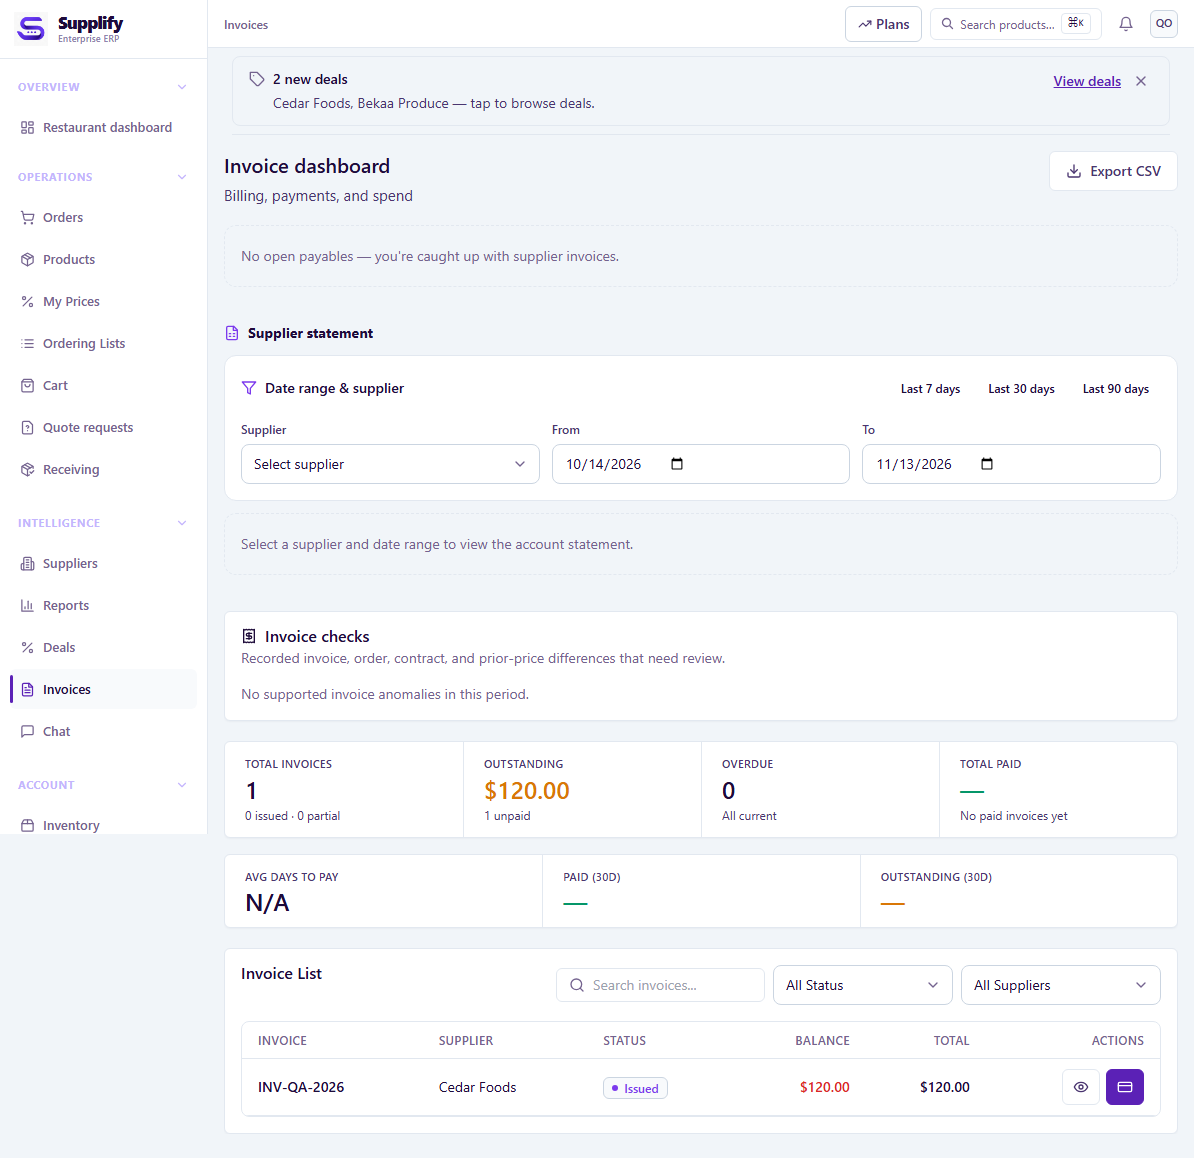 Supplify
Enterprise ERP
Invoices
Plans
Search products... ⌘K
QO
OVERVIEW
Restaurant dashboard
OPERATIONS
Orders
Products
My Prices
Ordering Lists
Cart
Quote requests
Receiving
INTELLIGENCE
Suppliers
Reports
Deals
Invoices
Chat
ACCOUNT
Inventory
2 new deals
Cedar Foods, Bekaa Produce — tap to browse deals.
View deals
Invoice dashboard
Billing, payments, and spend
Export CSV
No open payables — you're caught up with supplier invoices.
Supplier statement
Date range & supplier
Last 7 days Last 30 days Last 90 days
Supplier From To
Select supplier 10/14/2026 11/13/2026
Select a supplier and date range to view the account statement.
Invoice checks
Recorded invoice, order, contract, and prior-price differences that need review.
No supported invoice anomalies in this period.
TOTAL INVOICES
1
0 issued · 0 partial
OUTSTANDING
$120.00
1 unpaid
OVERDUE
0
All current
TOTAL PAID
—
No paid invoices yet
AVG DAYS TO PAY
N/A
PAID (30D)
—
OUTSTANDING (30D)
—
Invoice List
Search invoices... All Status All Suppliers
INVOICE SUPPLIER STATUS BALANCE TOTAL ACTIONS
INV-QA-2026 Cedar Foods Issued $120.00 $120.00